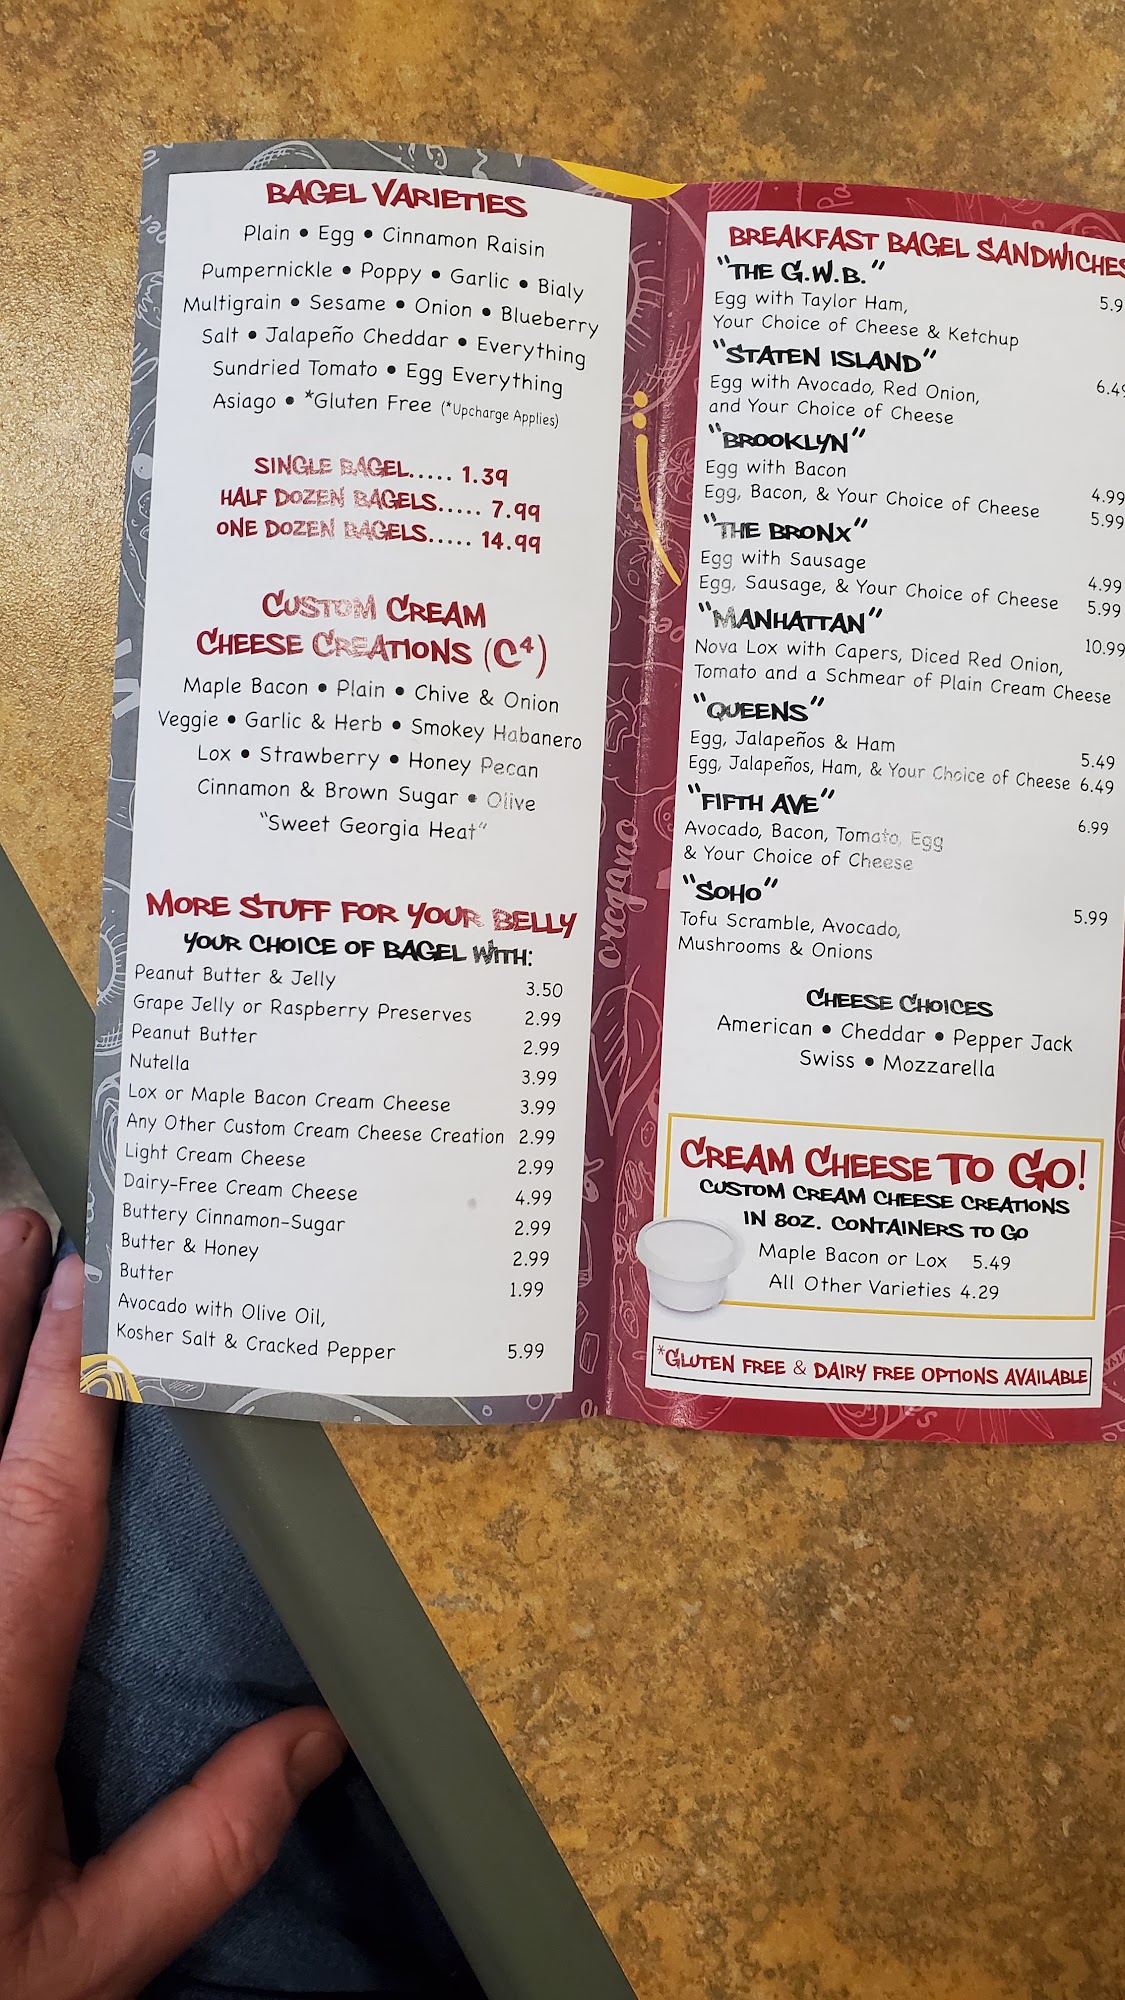 BAGEL VARIETIES
Plain • Egg • Cinnamon Raisin
Pumpernickle • Poppy • Garlic • Bialy
Multigrain • Sesame • Onion • Blueberry
Salt • Jalapeño Cheddar • Everything
Sundried Tomato • Egg Everything
Asiago • *Gluten Free (*Upcharge Applies)
SINGLE BAGEL..... 1.39
HALF DOZEN BAGELS..... 7.99
ONE DOZEN BAGELS..... 14.99
CUSTOM CREAM
CHEESE CREATIONS (C⁴)
Maple Bacon • Plain • Chive & Onion
Veggie • Garlic & Herb • Smokey Habanero
Lox • Strawberry • Honey Pecan
Cinnamon & Brown Sugar • Olive
"Sweet Georgia Heat"
MORE STUFF FOR YOUR BELLY
YOUR CHOICE OF BAGEL WITH:
Peanut Butter & Jelly 3.50
Grape Jelly or Raspberry Preserves 2.99
Peanut Butter 2.99
Nutella 3.99
Lox or Maple Bacon Cream Cheese 3.99
Any Other Custom Cream Cheese Creation 2.99
Light Cream Cheese 2.99
Dairy-Free Cream Cheese 4.99
Buttery Cinnamon-Sugar 2.99
Butter & Honey 2.99
Butter 1.99
Avocado with Olive Oil,
Kosher Salt & Cracked Pepper 5.99
oregano
BREAKFAST BAGEL SANDWICHES
"THE G.W.B."
Egg with Taylor Ham, 5.9
Your Choice of Cheese & Ketchup
"STATEN ISLAND"
Egg with Avocado, Red Onion, 6.49
and Your Choice of Cheese
"BROOKLYN"
Egg with Bacon 4.99
Egg, Bacon, & Your Choice of Cheese 5.99
"THE BRONX"
Egg with Sausage 4.99
Egg, Sausage, & Your Choice of Cheese 5.99
"MANHATTAN"
Nova Lox with Capers, Diced Red Onion, 10.99
Tomato and a Schmear of Plain Cream Cheese
"QUEENS"
Egg, Jalapeños & Ham 5.49
Egg, Jalapeños, Ham, & Your Choice of Cheese 6.49
"FIFTH AVE"
Avocado, Bacon, Tomato, Egg 6.99
& Your Choice of Cheese
"SOHO"
Tofu Scramble, Avocado, 5.99
Mushrooms & Onions
CHEESE CHOICES
American • Cheddar • Pepper Jack
Swiss • Mozzarella
CREAM CHEESE TO GO!
CUSTOM CREAM CHEESE CREATIONS
IN 8OZ. CONTAINERS TO GO
Maple Bacon or Lox 5.49
All Other Varieties 4.29
*GLUTEN FREE & DAIRY FREE OPTIONS AVAILABLE